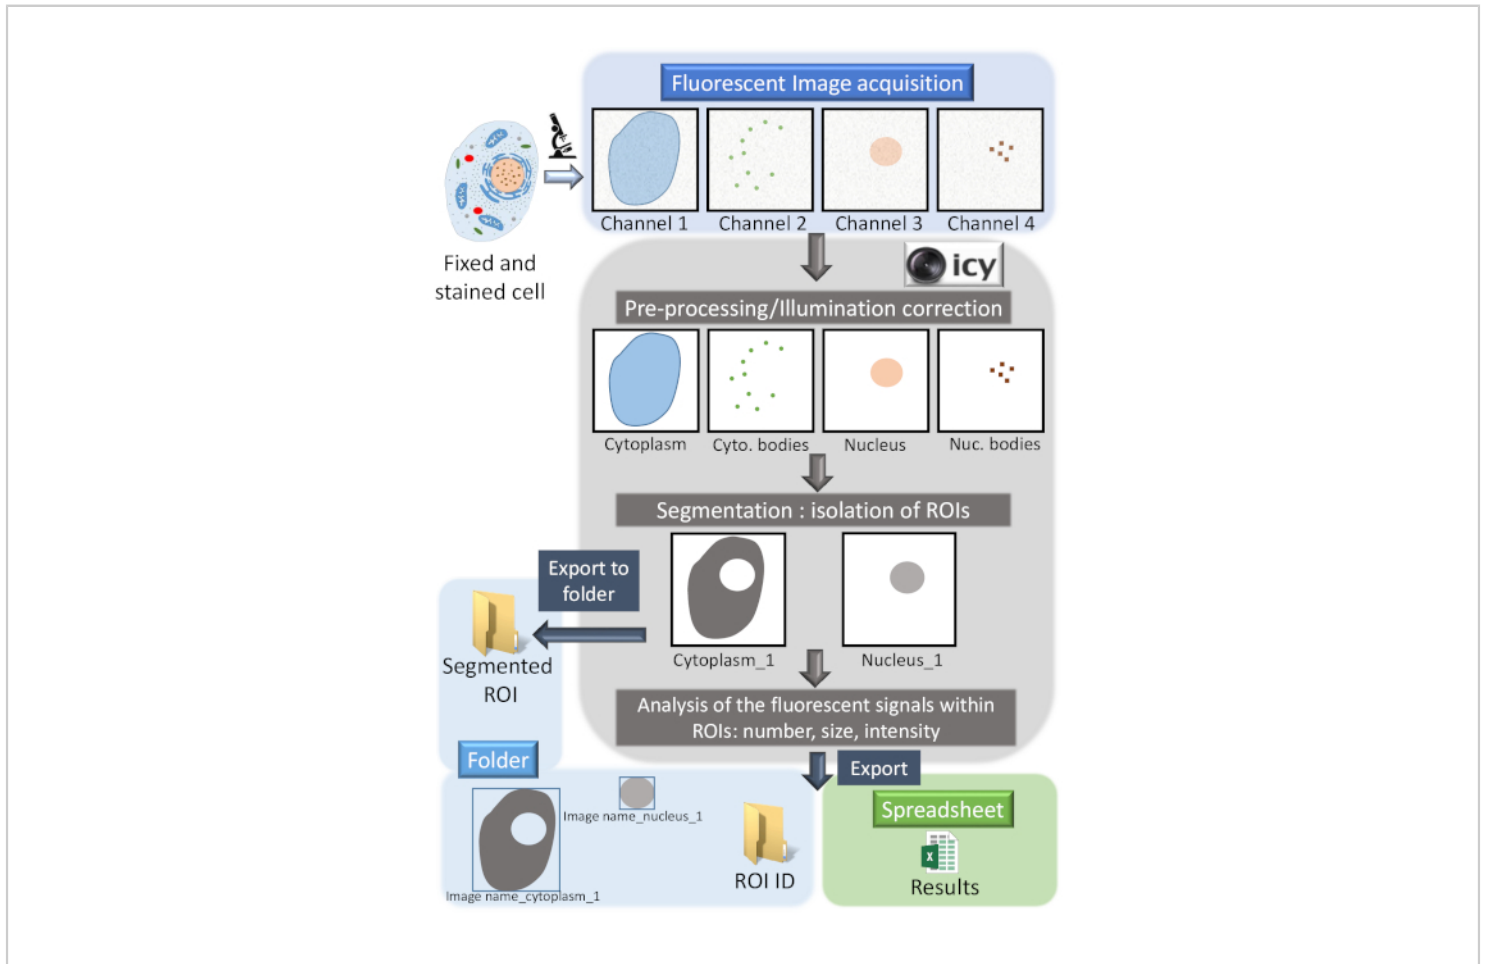 Fluorescent Image acquisition
Channel 1
Channel 2
Channel 3
Channel 4
Fixed and
stained cell
icy
Pre-processing/Illumination correction
Cytoplasm
Cyto. bodies
Nucleus
Nuc. bodies
Segmentation : isolation of ROIs
Export to
folder
Cytoplasm_1
Nucleus_1
Segmented
ROI
Analysis of the fluorescent signals within
ROIs: number, size, intensity
Folder
Export
Image name_nucleus_1
Image name_cytoplasm_1
ROI ID
Spreadsheet
X
Results